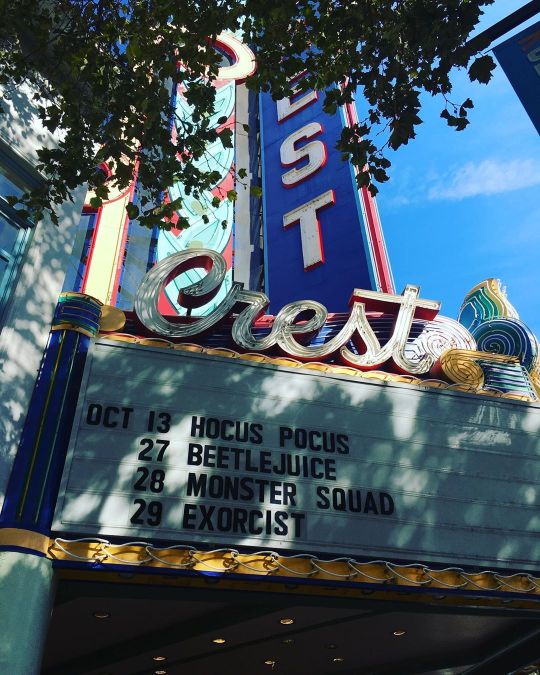 EST
Crest
OCT 13 HOCUS POCUS
27 BEETLEJUICE
28 MONSTER SQUAD
29 EXORCIST